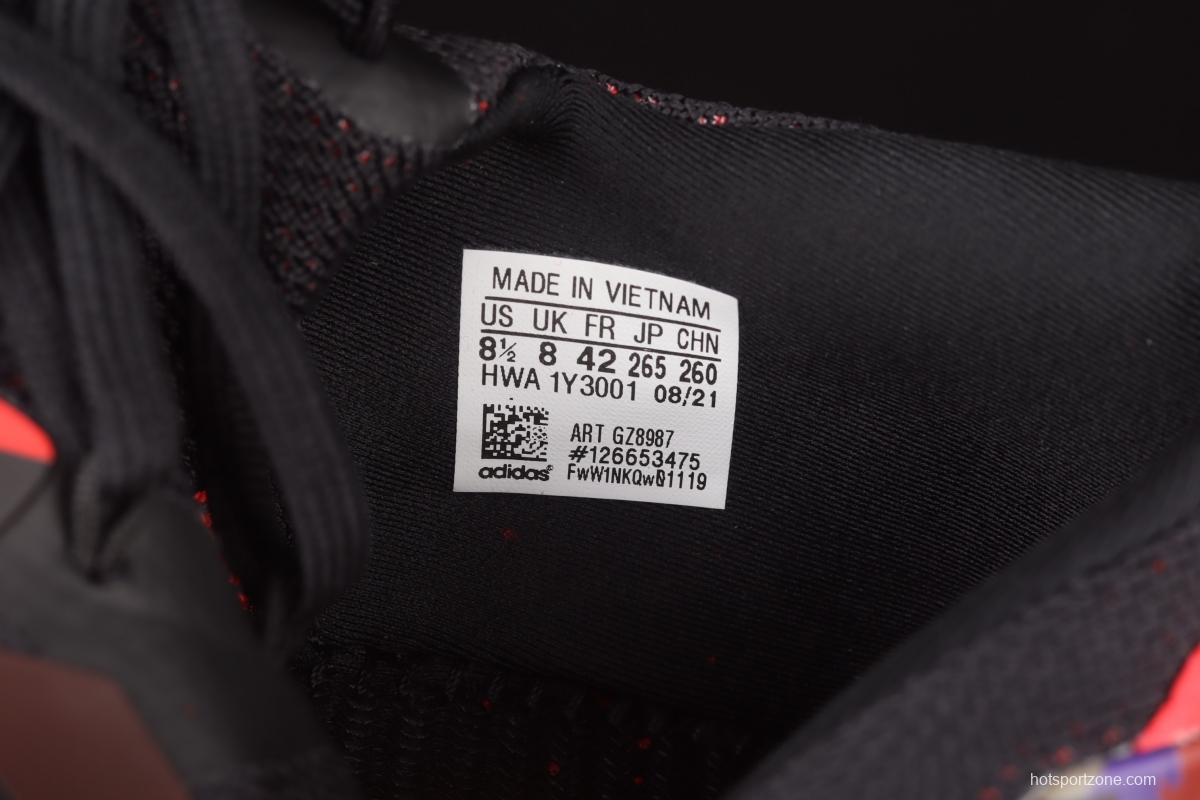 MADE IN VIETNAM
US UK FR JP CHN
8½ 8 42 265 260
HWA 1Y3001 08/21
ART GZ8987
#126653475
adidas® FwW1NKQw01119
hotsportzone.com